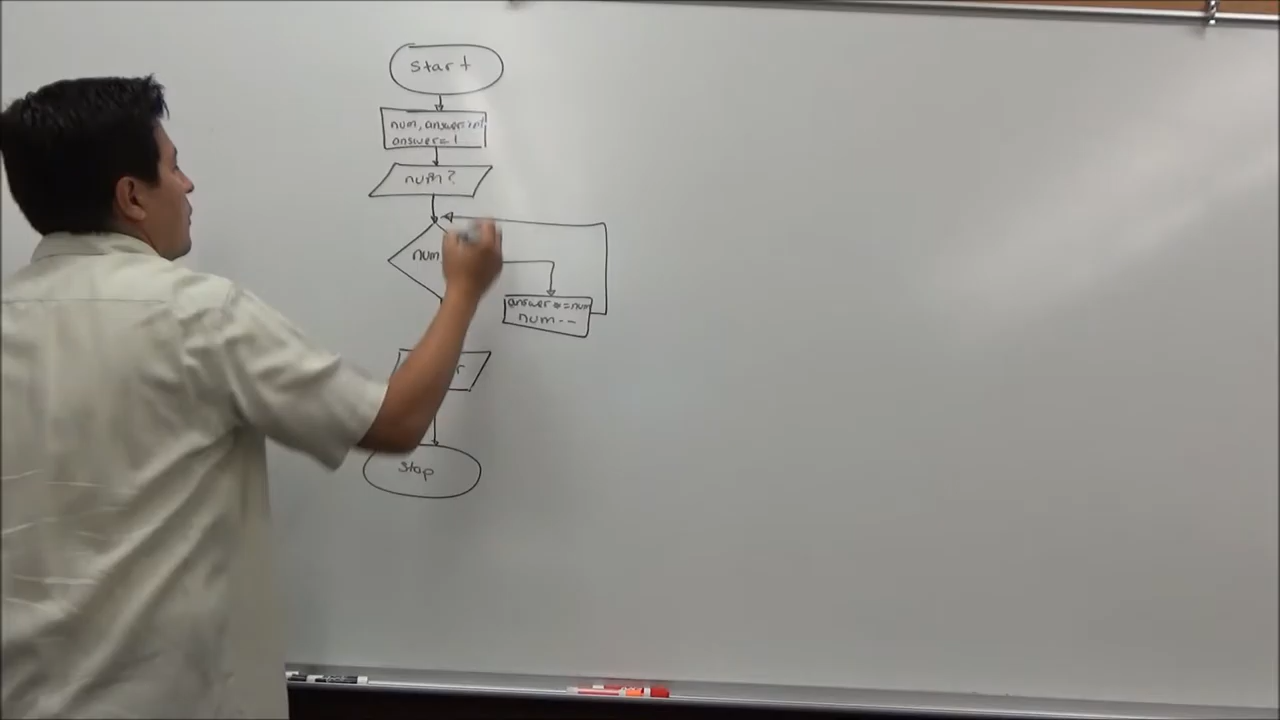 start
num, answer:int
answer=1
num?
num
answer *=num
num--
stop